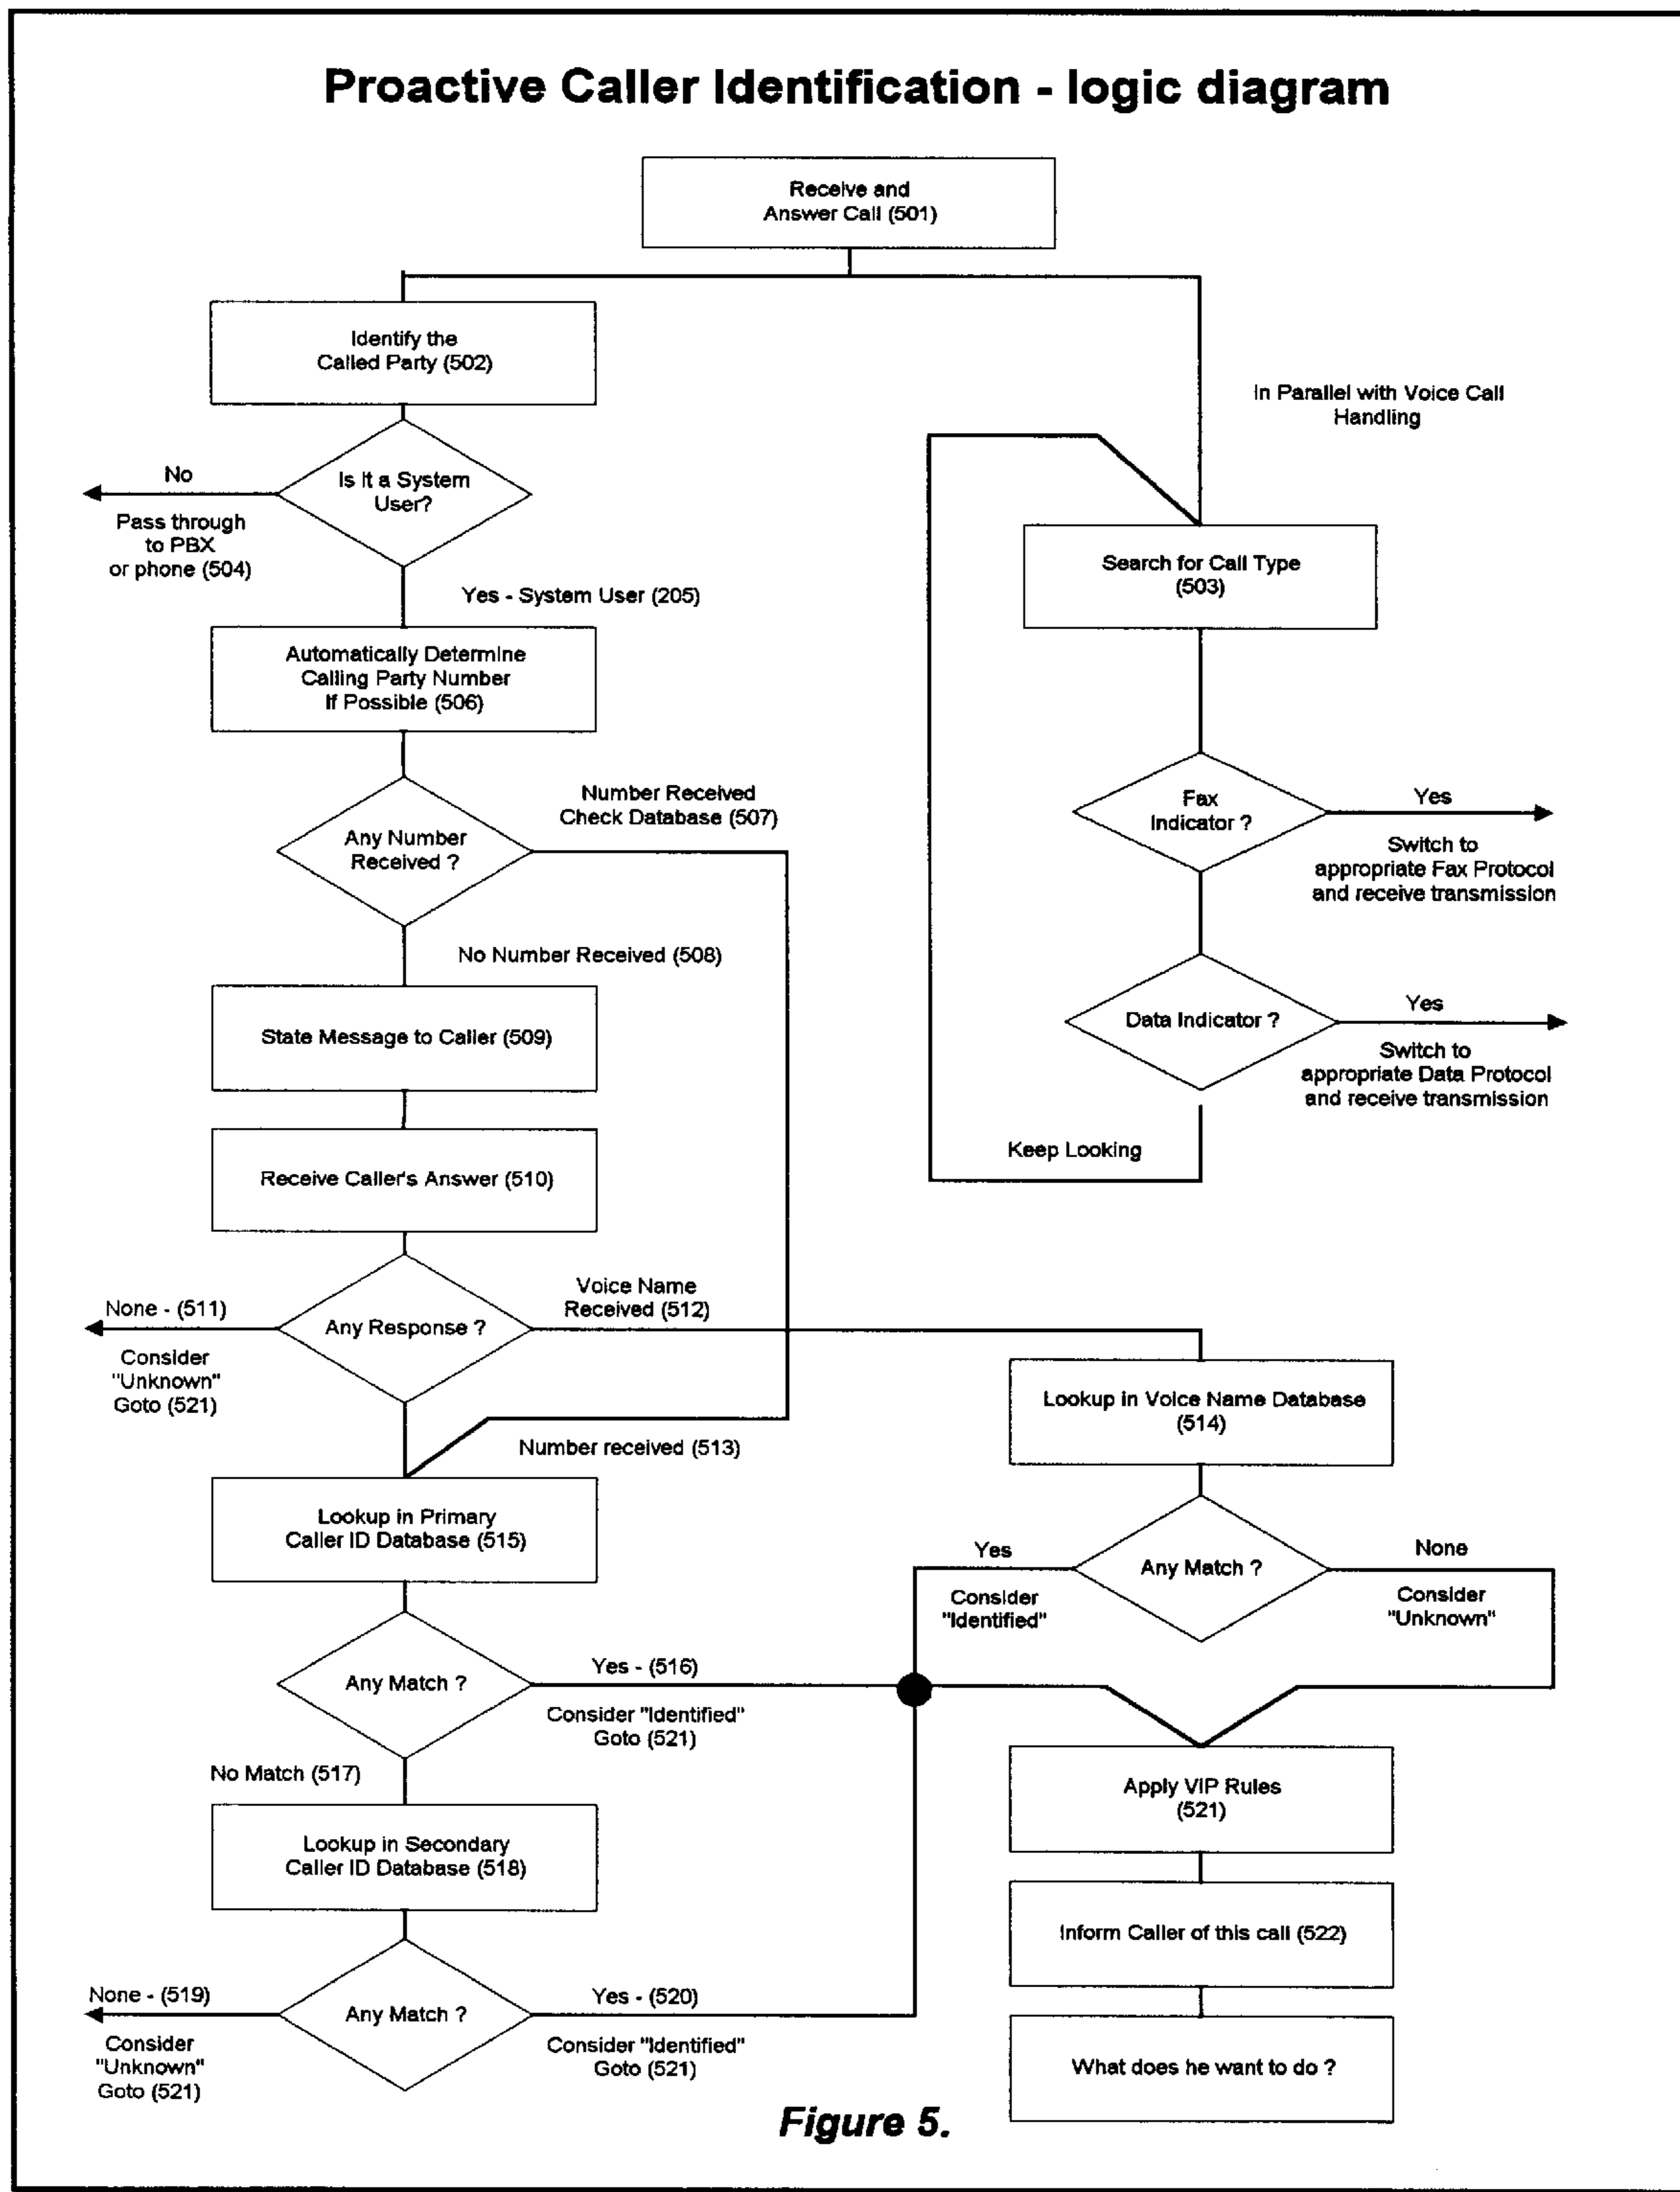 Proactive Caller Identification - logic diagram
Receive and
Answer Call (501)
Identify the
Called Party (502)
In Parallel with Voice Call
Handling
No
Is it a System
User?
Pass through
to PBX
or phone (504)
Yes - System User (205)
Search for Call Type
(503)
Automatically Determine
Calling Party Number
If Possible (506)
Number Received
Check Database (507)
Any Number
Received ?
Fax
Indicator ?
Yes
Switch to
appropriate Fax Protocol
and receive transmission
No Number Received (508)
State Message to Caller (509)
Data Indicator ?
Yes
Switch to
appropriate Data Protocol
and receive transmission
Keep Looking
Receive Caller's Answer (510)
None - (511)
Any Response ?
Voice Name
Received (512)
Consider
"Unknown"
Goto (521)
Lookup in Voice Name Database
(514)
Number received (513)
Lookup in Primary
Caller ID Database (515)
Yes
Any Match ?
None
Consider
"Identified"
Consider
"Unknown"
Any Match ?
Yes - (516)
Consider "Identified"
Goto (521)
No Match (517)
Apply VIP Rules
(521)
Lookup in Secondary
Caller ID Database (518)
Inform Caller of this call (522)
None - (519)
Any Match ?
Yes - (520)
Consider
"Unknown"
Goto (521)
Consider "Identified"
Goto (521)
What does he want to do ?
Figure 5.